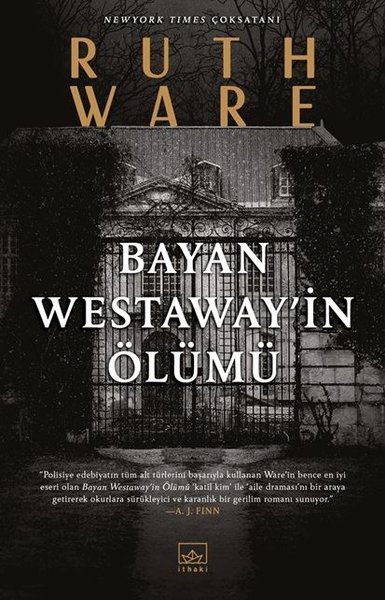 NEWYORK TIMES ÇOKSATANI
RUTH
WARE
BAYAN
WESTAWAY'İN
ÖLÜMÜ
"Polisiye edebiyatın tüm alt türlerini başarıyla kullanan Ware'in bence en iyi
eseri olan Bayan Westaway'in Ölümü 'katil kim' ile 'aile draması'nı bir araya
getirerek okurlara sürükleyici ve karanlık bir gerilim romanı sunuyor."
—A. J. FINN
ithaki